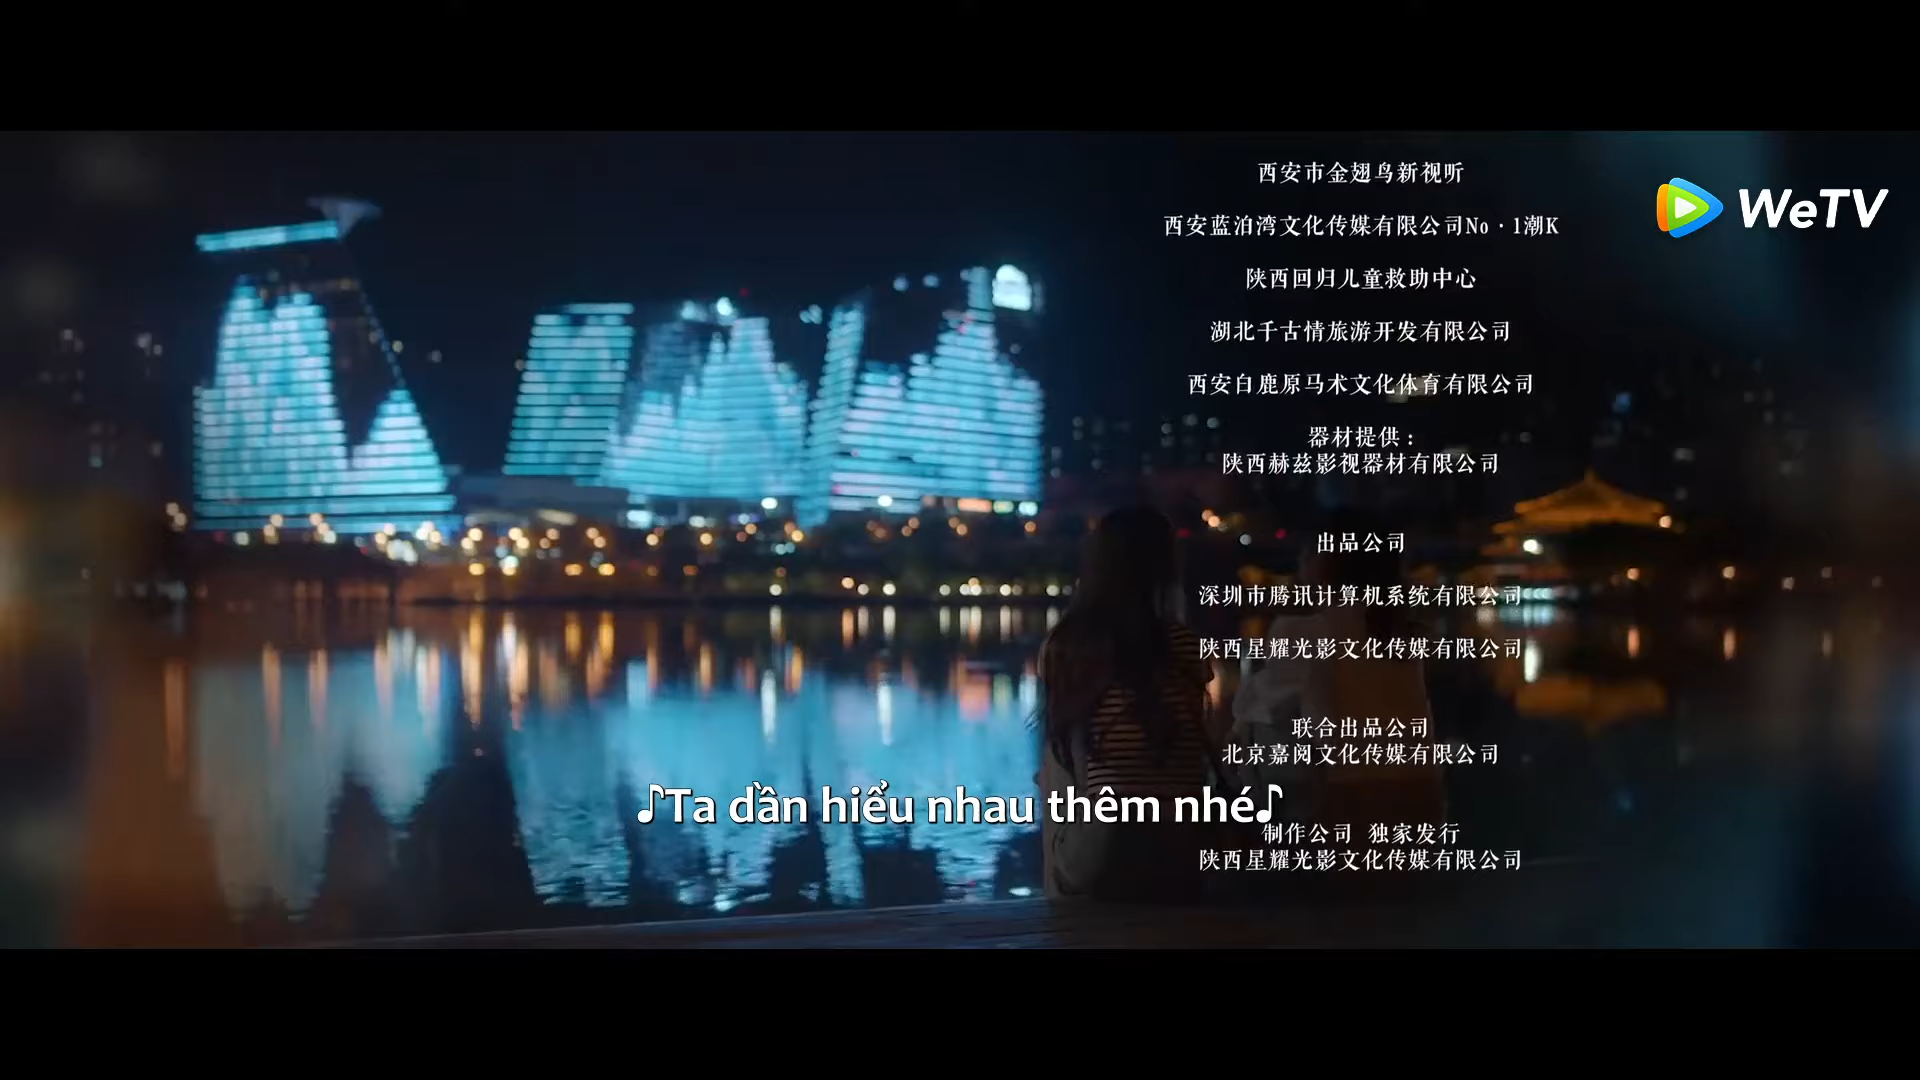 西安市金翅鸟新视听
WeTV
西安蓝泊湾文化传媒有限公司No·1潮K
陕西回归儿童救助中心
湖北千古情旅游开发有限公司
西安白鹿原马术文化体育有限公司
器材提供：
陕西赫兹影视器材有限公司
出品公司
深圳市腾讯计算机系统有限公司
陕西星耀光影文化传媒有限公司
联合出品公司
北京嘉阅文化传媒有限公司
♪Ta dần hiểu nhau thêm nhé♪
制作公司 独家发行
陕西星耀光影文化传媒有限公司